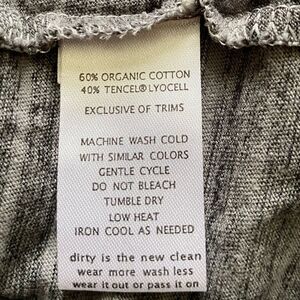 60% ORGANIC COTTON
40% TENCEL® LYOCELL
EXCLUSIVE OF TRIMS
MACHINE WASH COLD
WITH SIMILAR COLORS
GENTLE CYCLE
DO NOT BLEACH
TUMBLE DRY
LOW HEAT
IRON COOL AS NEEDED
dirty is the new clean
wear more wash less
wear it out or pass it on